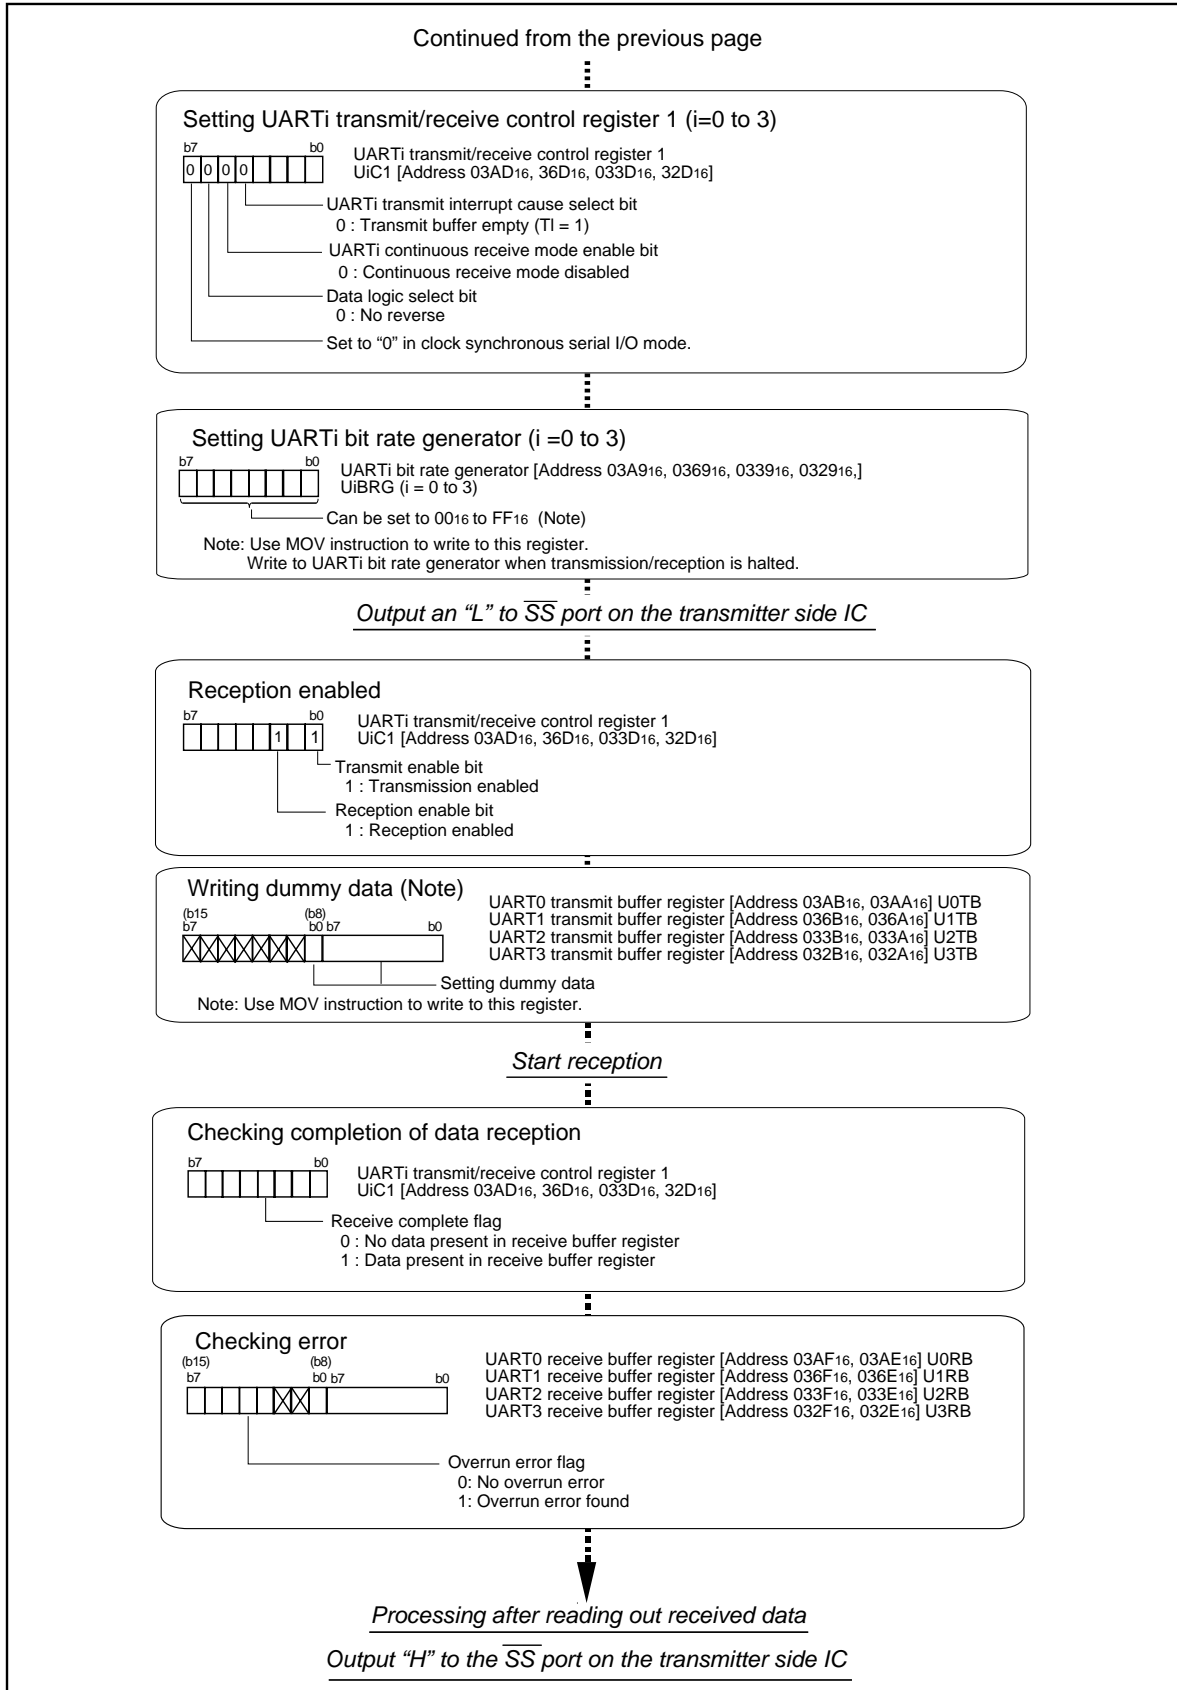 Continued from the previous page
Setting UARTi transmit/receive control register 1 (i=0 to 3)
b7 b0
0 0 0 0
UARTi transmit/receive control register 1
UiC1 [Address 03AD16, 36D16, 033D16, 32D16]
UARTi transmit interrupt cause select bit
0 : Transmit buffer empty (TI = 1)
UARTi continuous receive mode enable bit
0 : Continuous receive mode disabled
Data logic select bit
0 : No reverse
Set to “0” in clock synchronous serial I/O mode.
Setting UARTi bit rate generator (i =0 to 3)
b7 b0
UARTi bit rate generator [Address 03A916, 036916, 033916, 032916,]
UiBRG (i = 0 to 3)
Can be set to 0016 to FF16 (Note)
Note: Use MOV instruction to write to this register.
Write to UARTi bit rate generator when transmission/reception is halted.
Output an “L” to SS port on the transmitter side IC
Reception enabled
b7 b0
1 1
UARTi transmit/receive control register 1
UiC1 [Address 03AD16, 36D16, 033D16, 32D16]
Transmit enable bit
1 : Transmission enabled
Reception enable bit
1 : Reception enabled
Writing dummy data (Note)
(b15 (b8)
b7 b0 b7 b0
UART0 transmit buffer register [Address 03AB16, 03AA16] U0TB
UART1 transmit buffer register [Address 036B16, 036A16] U1TB
UART2 transmit buffer register [Address 033B16, 033A16] U2TB
UART3 transmit buffer register [Address 032B16, 032A16] U3TB
Setting dummy data
Note: Use MOV instruction to write to this register.
Start reception
Checking completion of data reception
b7 b0
UARTi transmit/receive control register 1
UiC1 [Address 03AD16, 36D16, 033D16, 32D16]
Receive complete flag
0 : No data present in receive buffer register
1 : Data present in receive buffer register
Checking error
(b15) (b8)
b7 b0 b7 b0
UART0 receive buffer register [Address 03AF16, 03AE16] U0RB
UART1 receive buffer register [Address 036F16, 036E16] U1RB
UART2 receive buffer register [Address 033F16, 033E16] U2RB
UART3 receive buffer register [Address 032F16, 032E16] U3RB
Overrun error flag
0: No overrun error
1: Overrun error found
Processing after reading out received data
Output “H” to the SS port on the transmitter side IC